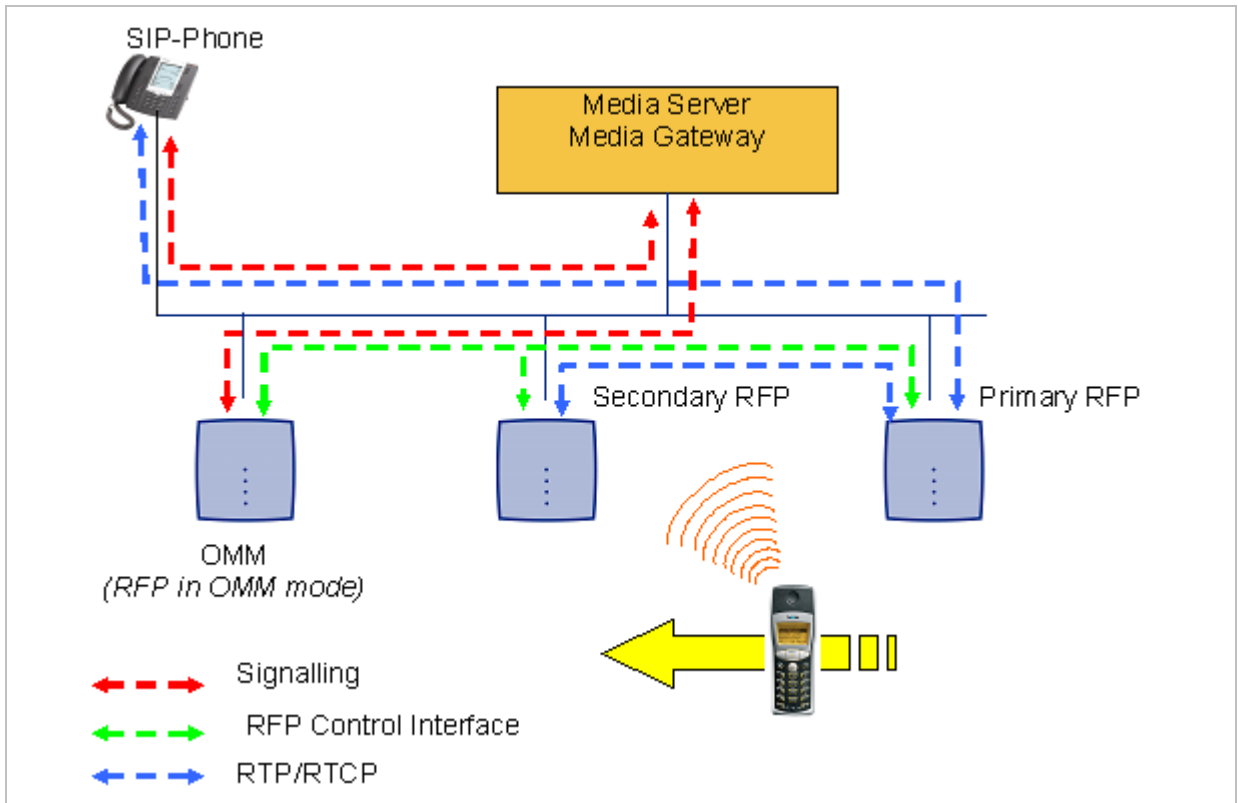 SIP-Phone
Media Server
Media Gateway
Secondary RFP
Primary RFP
OMM
(RFP in OMM mode)
Signalling
RFP Control Interface
RTP/RTCP